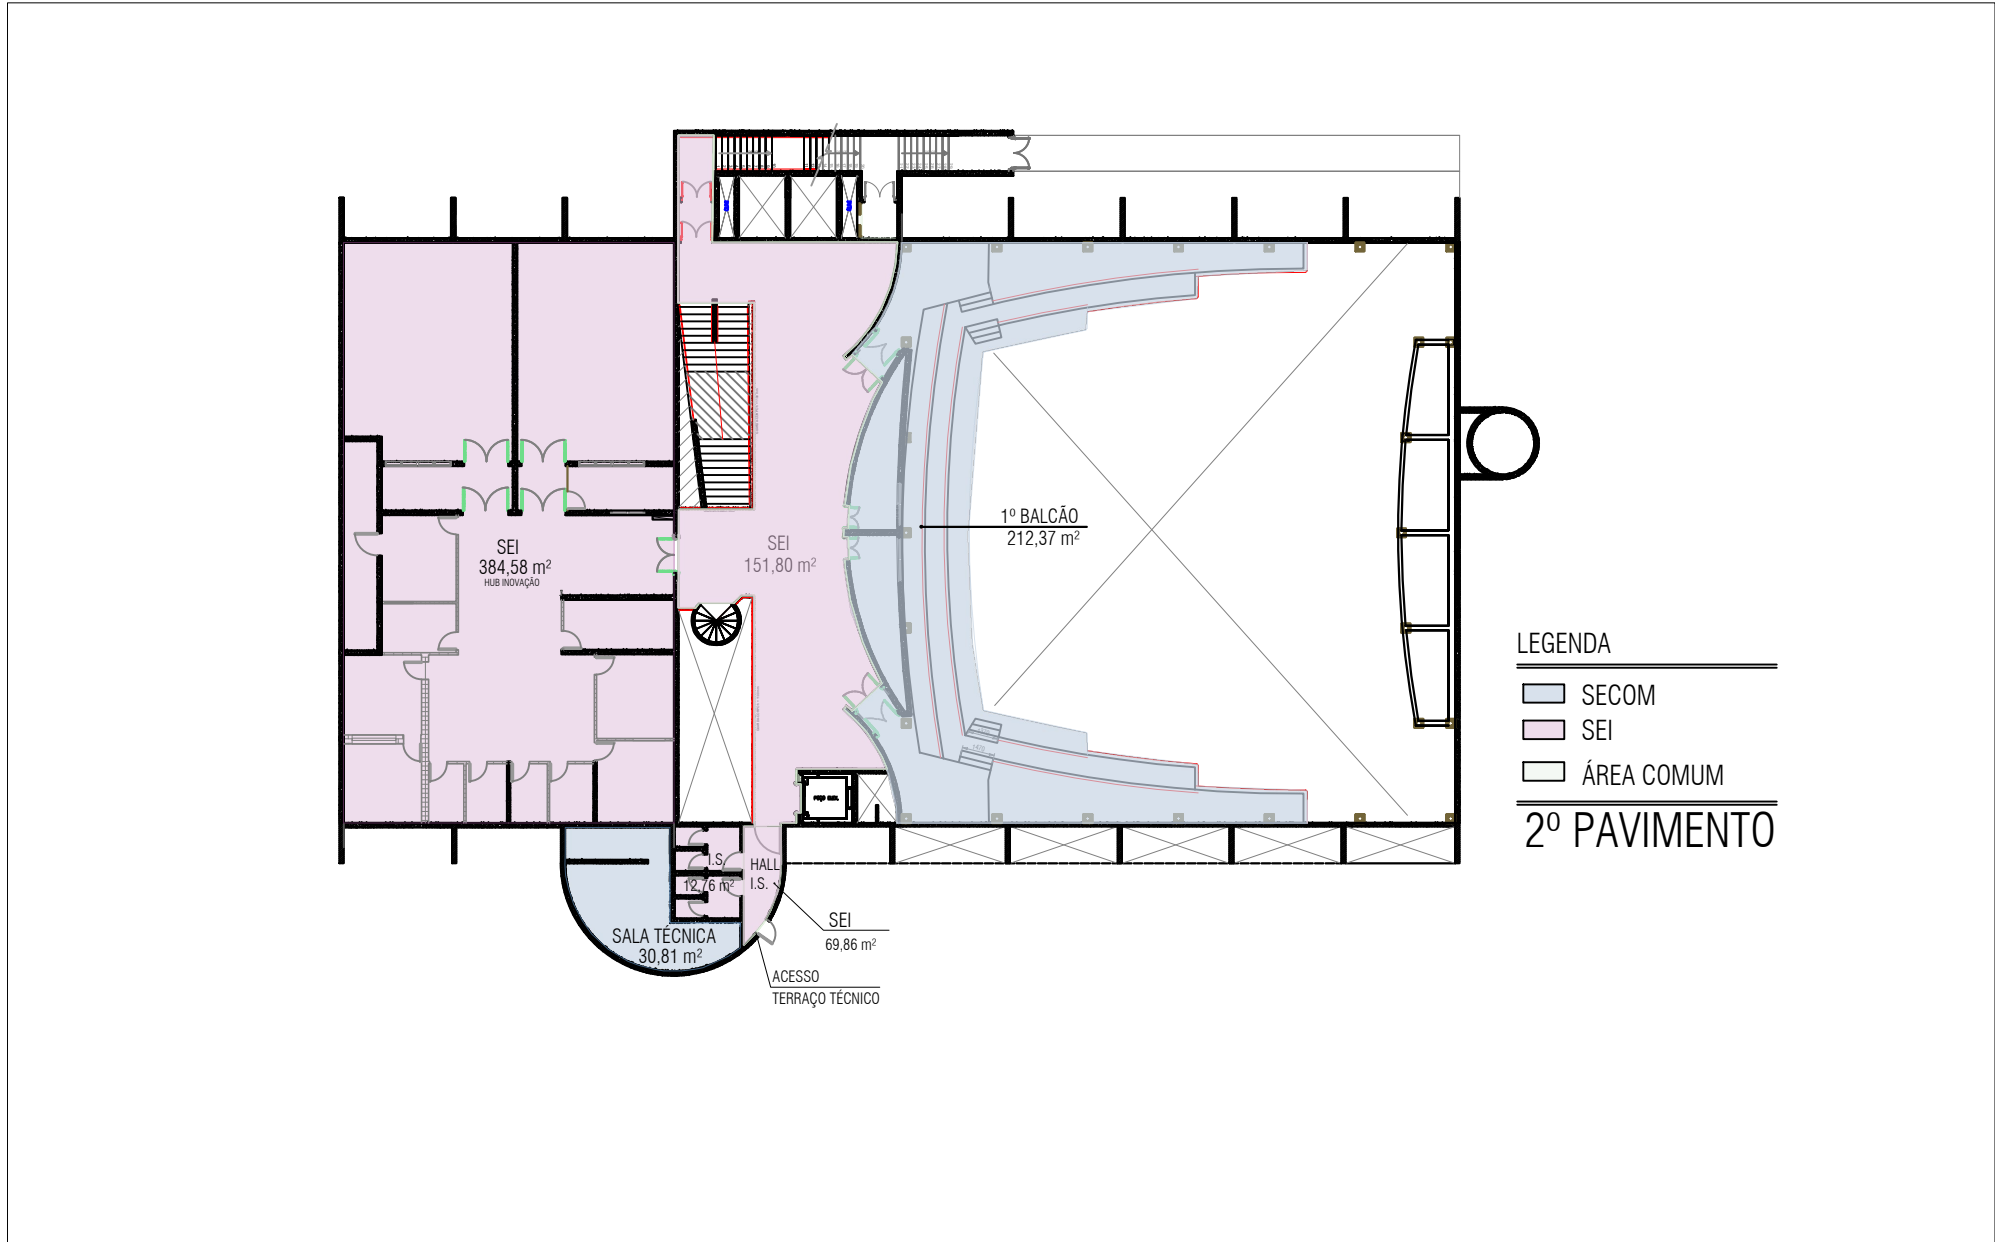 1º BALCÃO
212,37 m²
SEI
384,58 m²
HUB INOVAÇÃO
SEI
151,80 m²
LEGENDA
SECOM
SEI
ÁREA COMUM
2º PAVIMENTO
I.S.
12,76 m²
HALL
I.S.
SEI
69,86 m²
SALA TÉCNICA
30,81 m²
ACESSO
TERRAÇO TÉCNICO